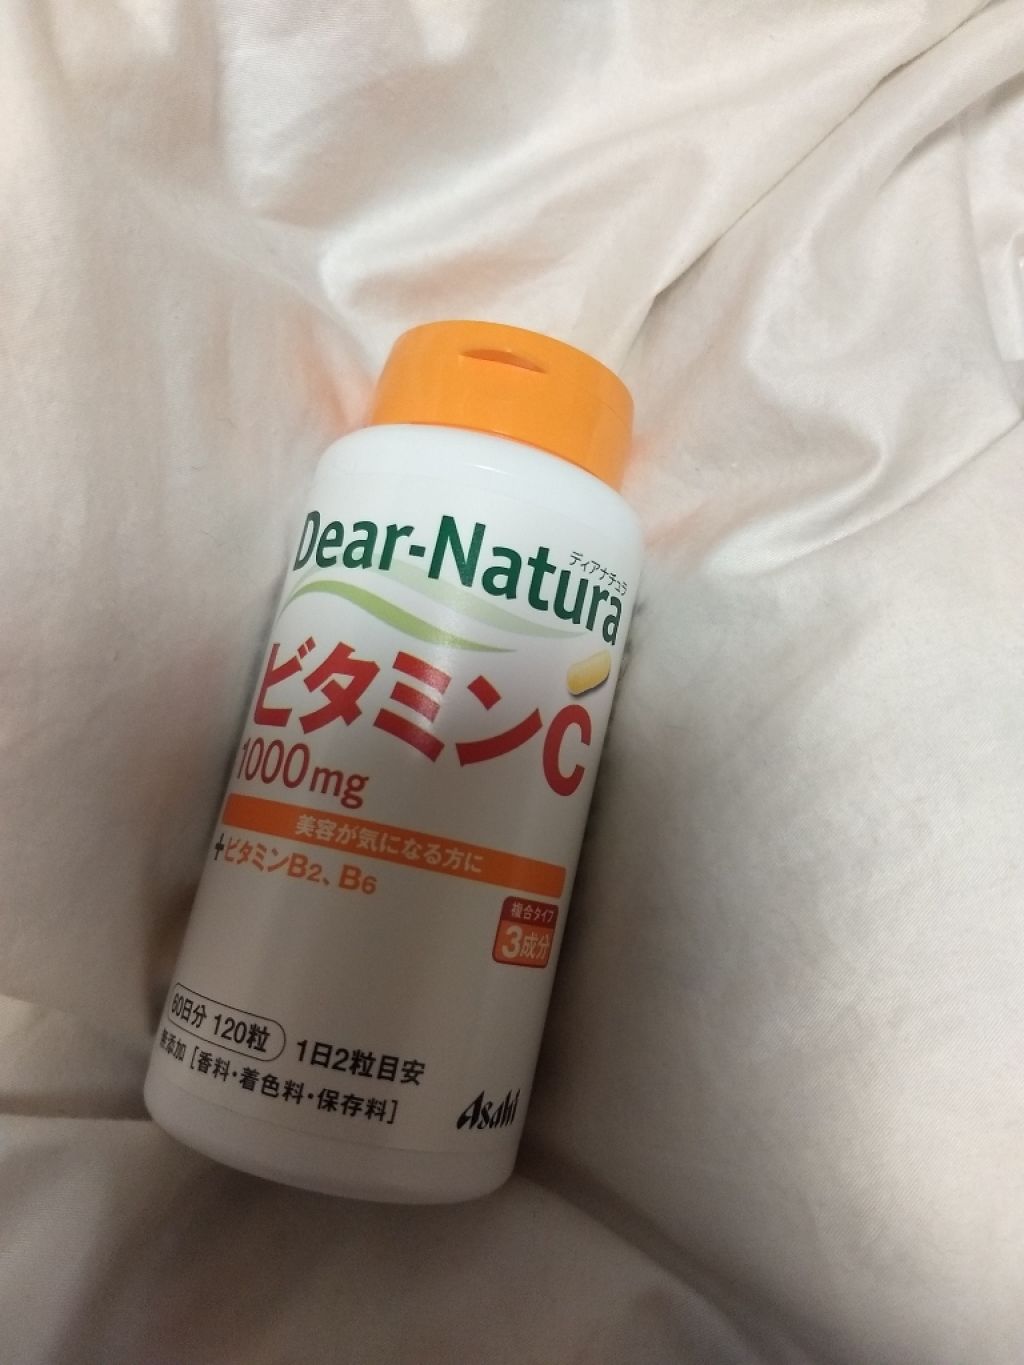 Dear-Natura
ディアナチュラ
ビタミンC
1000mg
美容が気になる方に
+ビタミンB2、B6
複合タイプ
3成分
60日分 120粒
1日2粒目安
無添加［香料・着色料・保存料］
Asahi